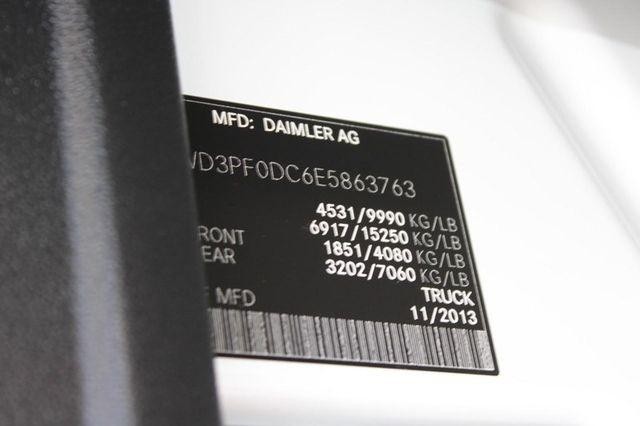 MFD: DAIMLER AG
WD3PF0DC6E5863763
4531/9990 KG/LB
6917/15250 KG/LB
RONT 1851/4080 KG/LB
EAR 3202/7060 KG/LB
TRUCK
E MFD 11/2013